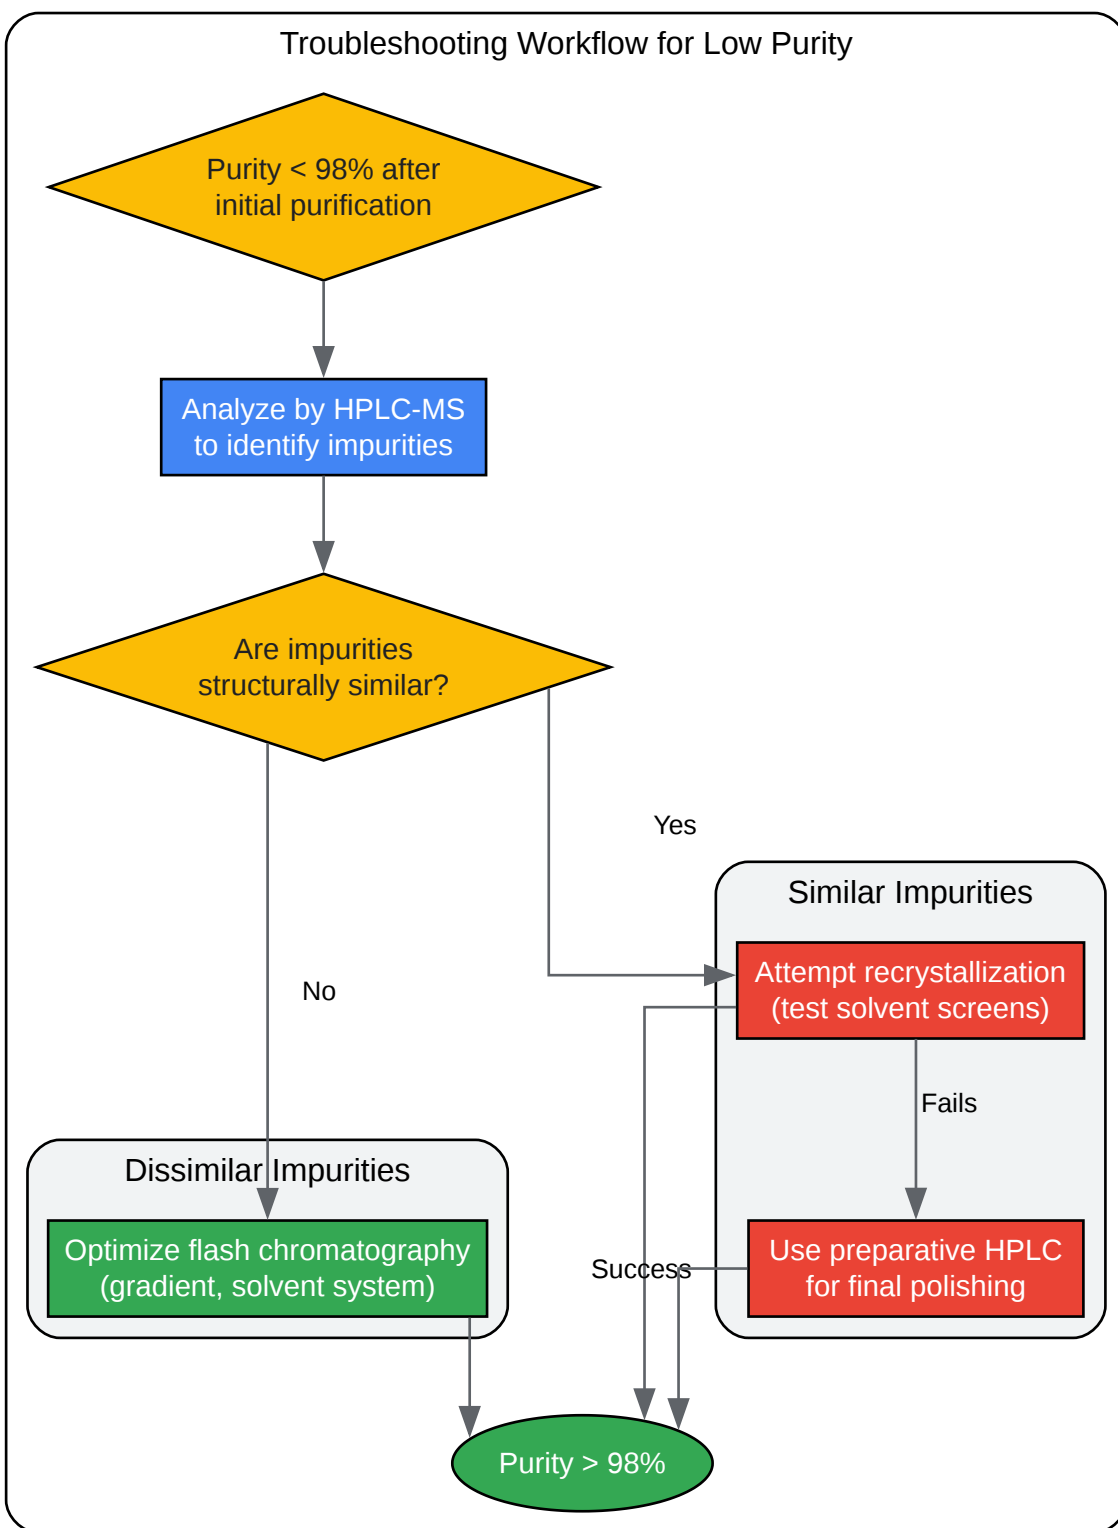 Troubleshooting Workflow for Low Purity
Purity < 98% after
initial purification
Analyze by HPLC-MS
to identify impurities
Are impurities
structurally similar?
Yes
No
Similar Impurities
Attempt recrystallization
(test solvent screens)
Fails
Dissimilar Impurities
Optimize flash chromatography
(gradient, solvent system)
Success
Use preparative HPLC
for final polishing
Purity > 98%